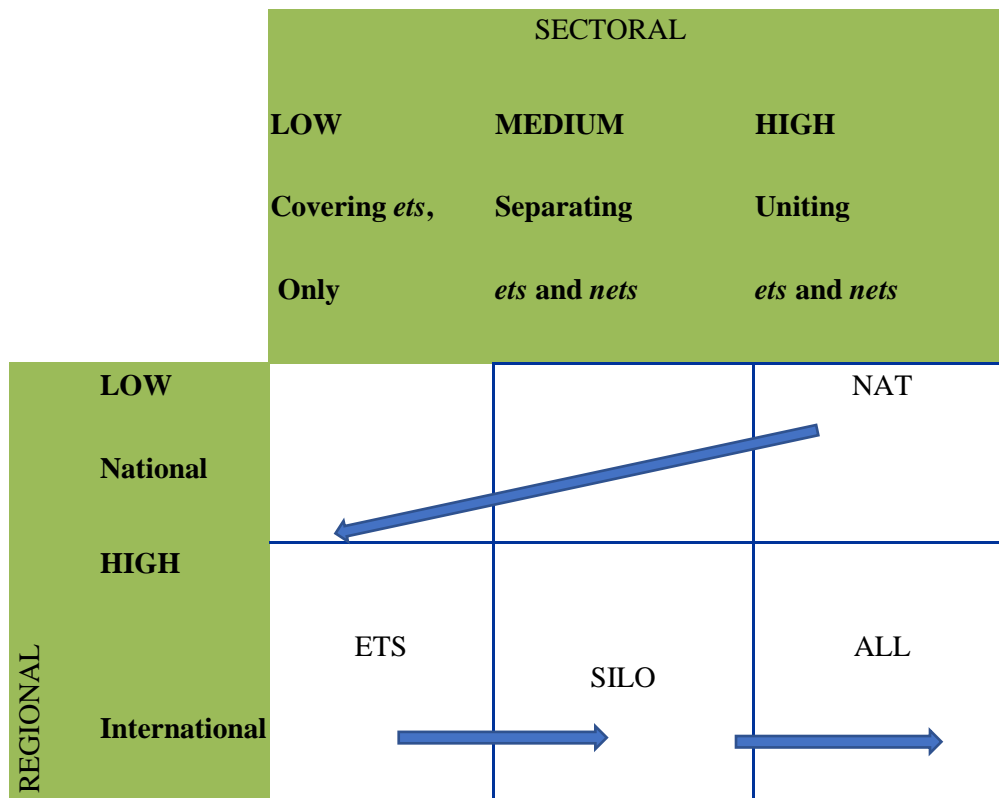 SECTORAL
LOW MEDIUM HIGH
Covering ets, Separating Uniting
Only ets and nets ets and nets
LOW NAT
National
HIGH
ETS ALL
SILO
International
REGIONAL